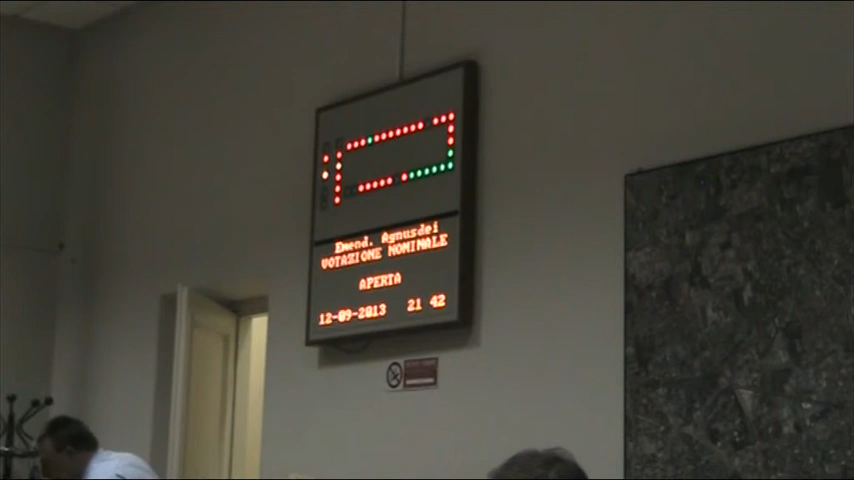 Emend. Agnusdei
VOTAZIONE NOMINALE
APERTA
12-09-2013 21 42